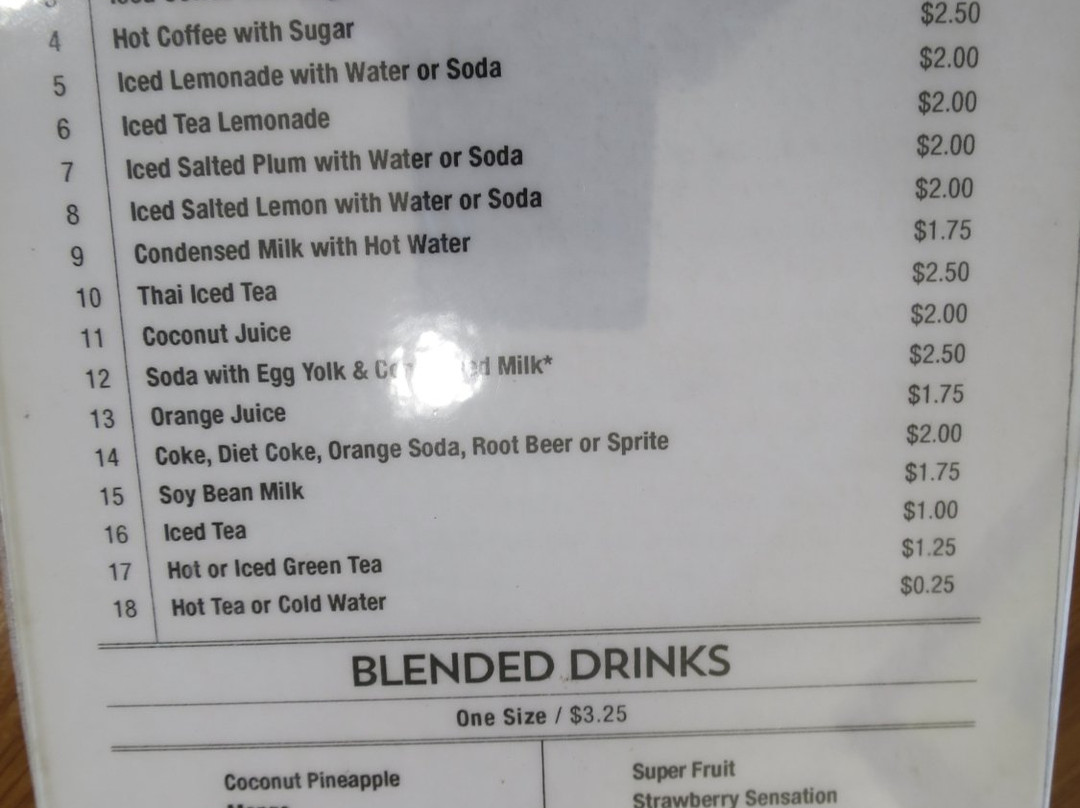 4 Hot Coffee with Sugar $2.50
5 Iced Lemonade with Water or Soda $2.00
6 Iced Tea Lemonade $2.00
7 Iced Salted Plum with Water or Soda $2.00
8 Iced Salted Lemon with Water or Soda $2.00
9 Condensed Milk with Hot Water $1.75
10 Thai Iced Tea $2.50
11 Coconut Juice $2.00
12 Soda with Egg Yolk & Milk* $2.50
13 Orange Juice $1.75
14 Coke, Diet Coke, Orange Soda, Root Beer or Sprite $2.00
15 Soy Bean Milk $1.75
16 Iced Tea $1.00
17 Hot or Iced Green Tea $1.25
18 Hot Tea or Cold Water $0.25
BLENDED DRINKS
One Size / $3.25
Coconut Pineapple
Super Fruit
Strawberry Sensation